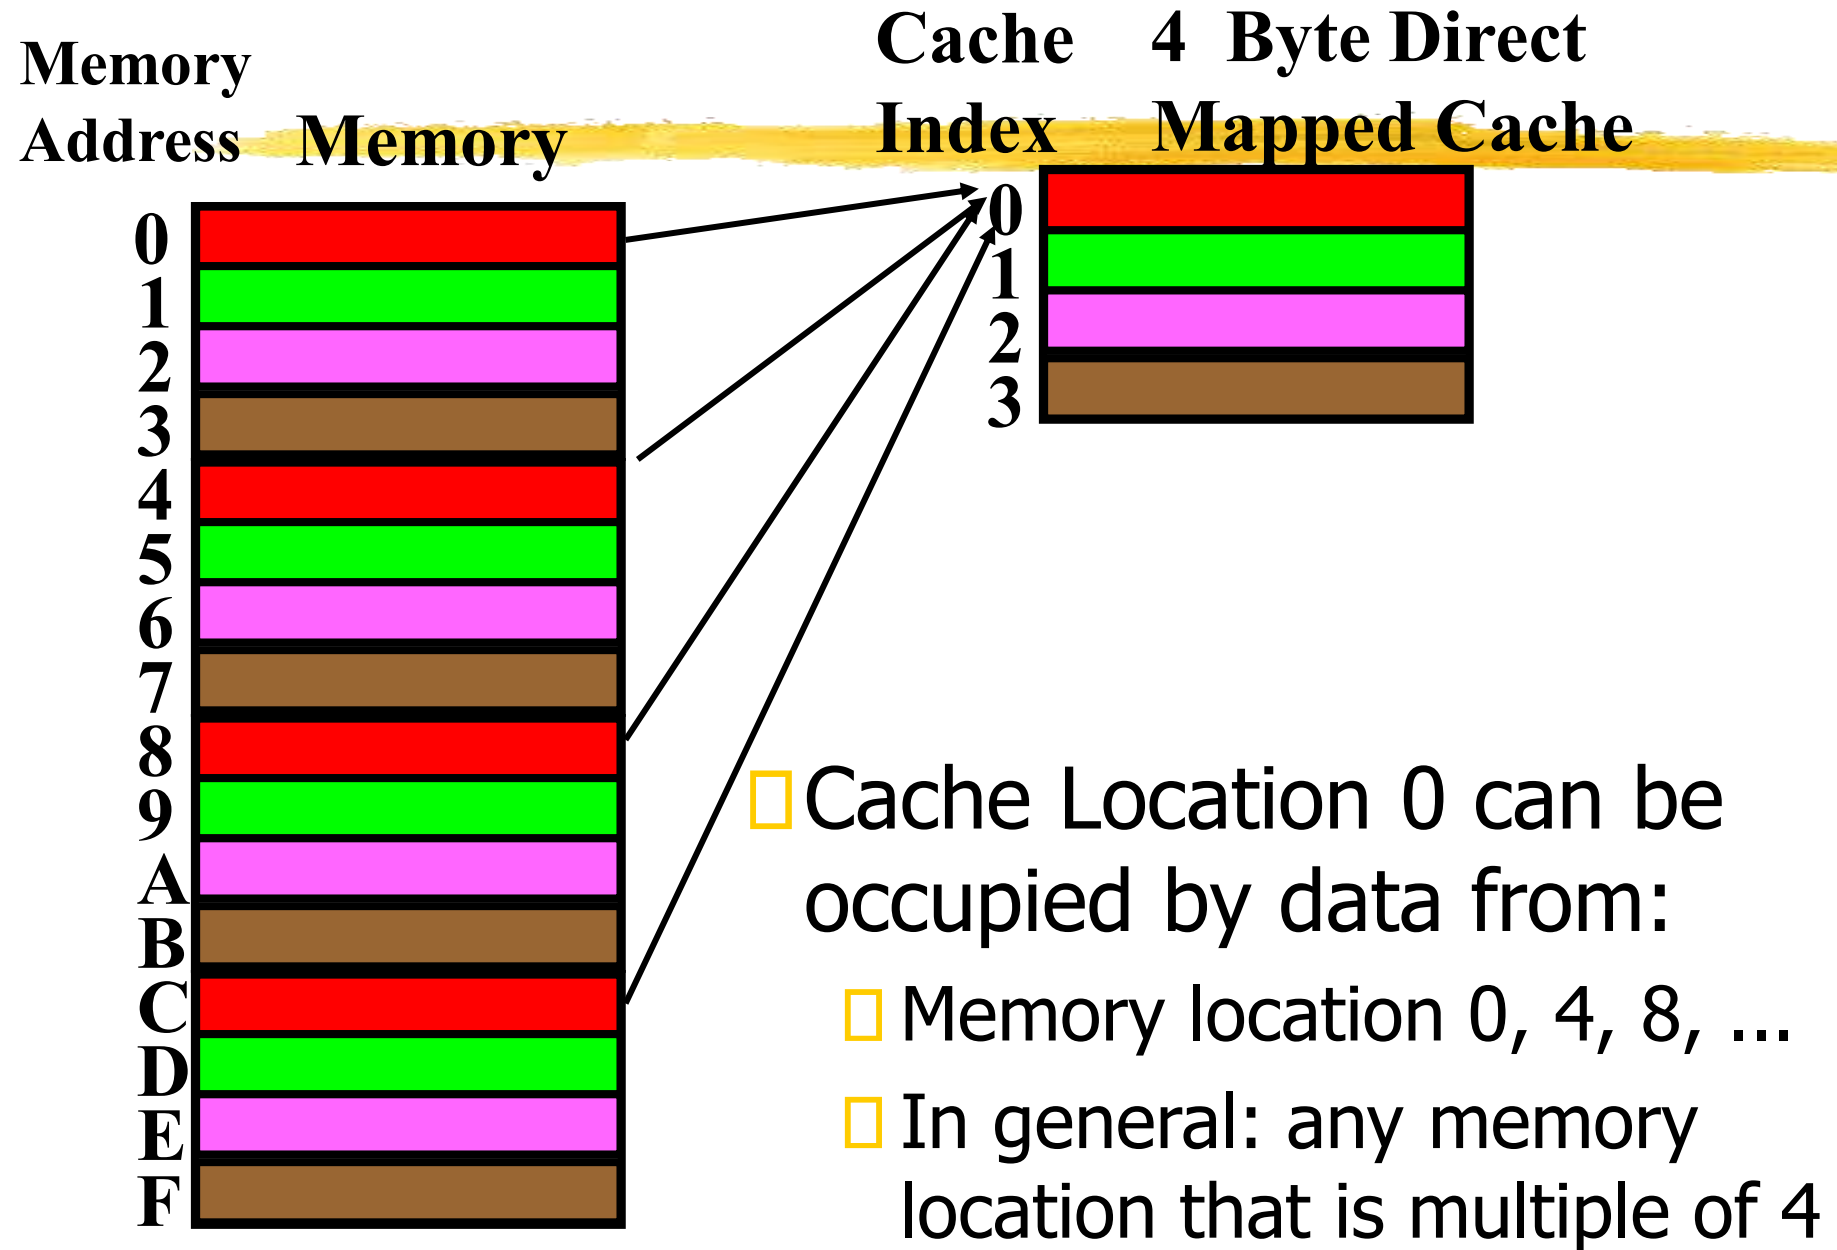 Memory
Address
Memory
Cache
Index
4 Byte Direct
Mapped Cache
0
1
2
3
4
5
6
7
8
9
A
B
C
D
E
F
0
1
2
3
Cache Location 0 can be
occupied by data from:
Memory location 0, 4, 8, ...
In general: any memory
location that is multiple of 4